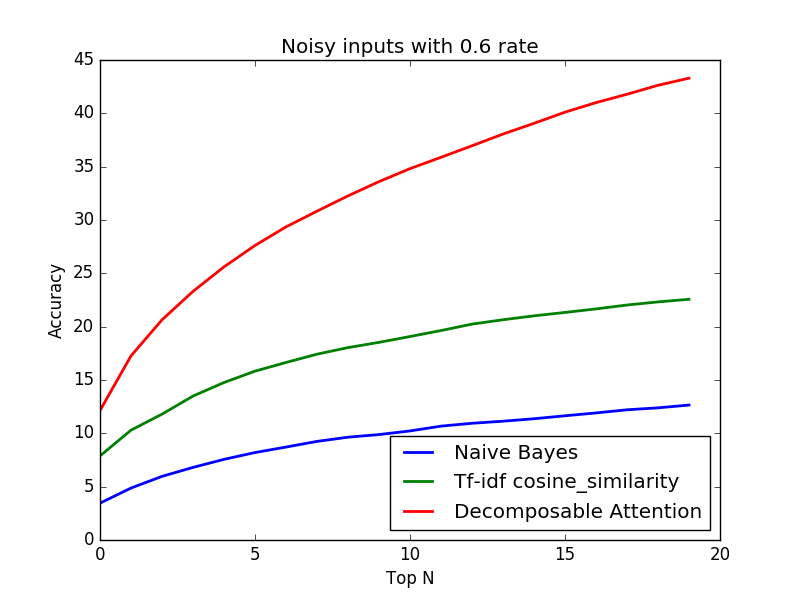 Noisy inputs with 0.6 rate
45
40
35
30
25
20
15
10
5
0
Accuracy
Naive Bayes
Tf-idf cosine_similarity
Decomposable Attention
0 5 10 15 20
Top N